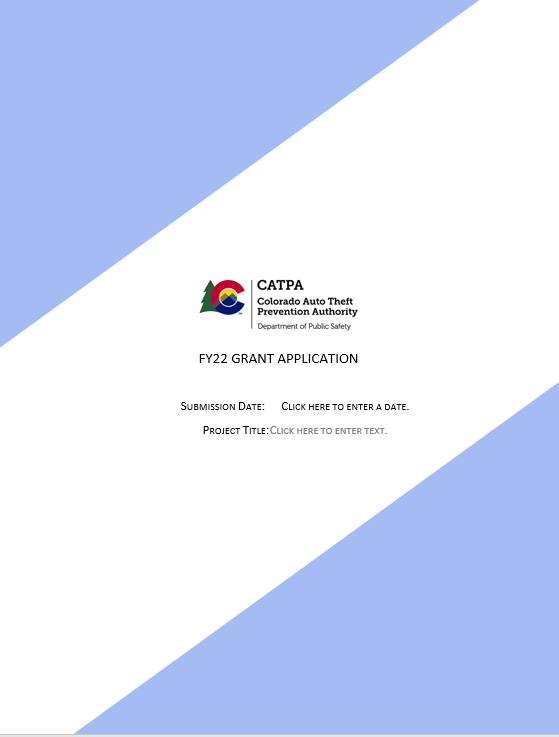 CATPA
Colorado Auto Theft
Prevention Authority
Department of Public Safety
FY22 GRANT APPLICATION
Submission Date: Click here to enter a date.
Project Title:Click here to enter text.